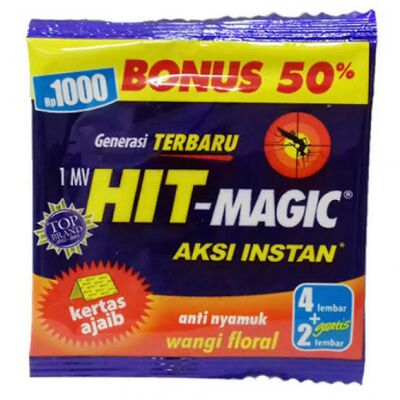 Rp1000
BONUS 50%
Generasi TERBARU
1 MV
HIT-MAGIC®
AKSI INSTAN®
TOP
BRAND
kertas
ajaib
anti nyamuk
wangi floral
4 lembar
+gratis
2 lembar